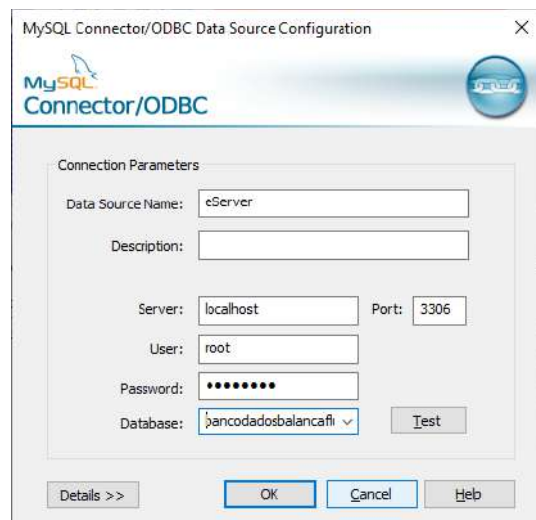 MySQL Connector/ODBC Data Source Configuration
MySQL
Connector/ODBC
Connection Parameters
Data Source Name: eServer
Description:
Server: localhost Port: 3306
User: root
Password: ••••••••
Database: bancodadosbalancafl
Test
Details >> OK Cancel Help